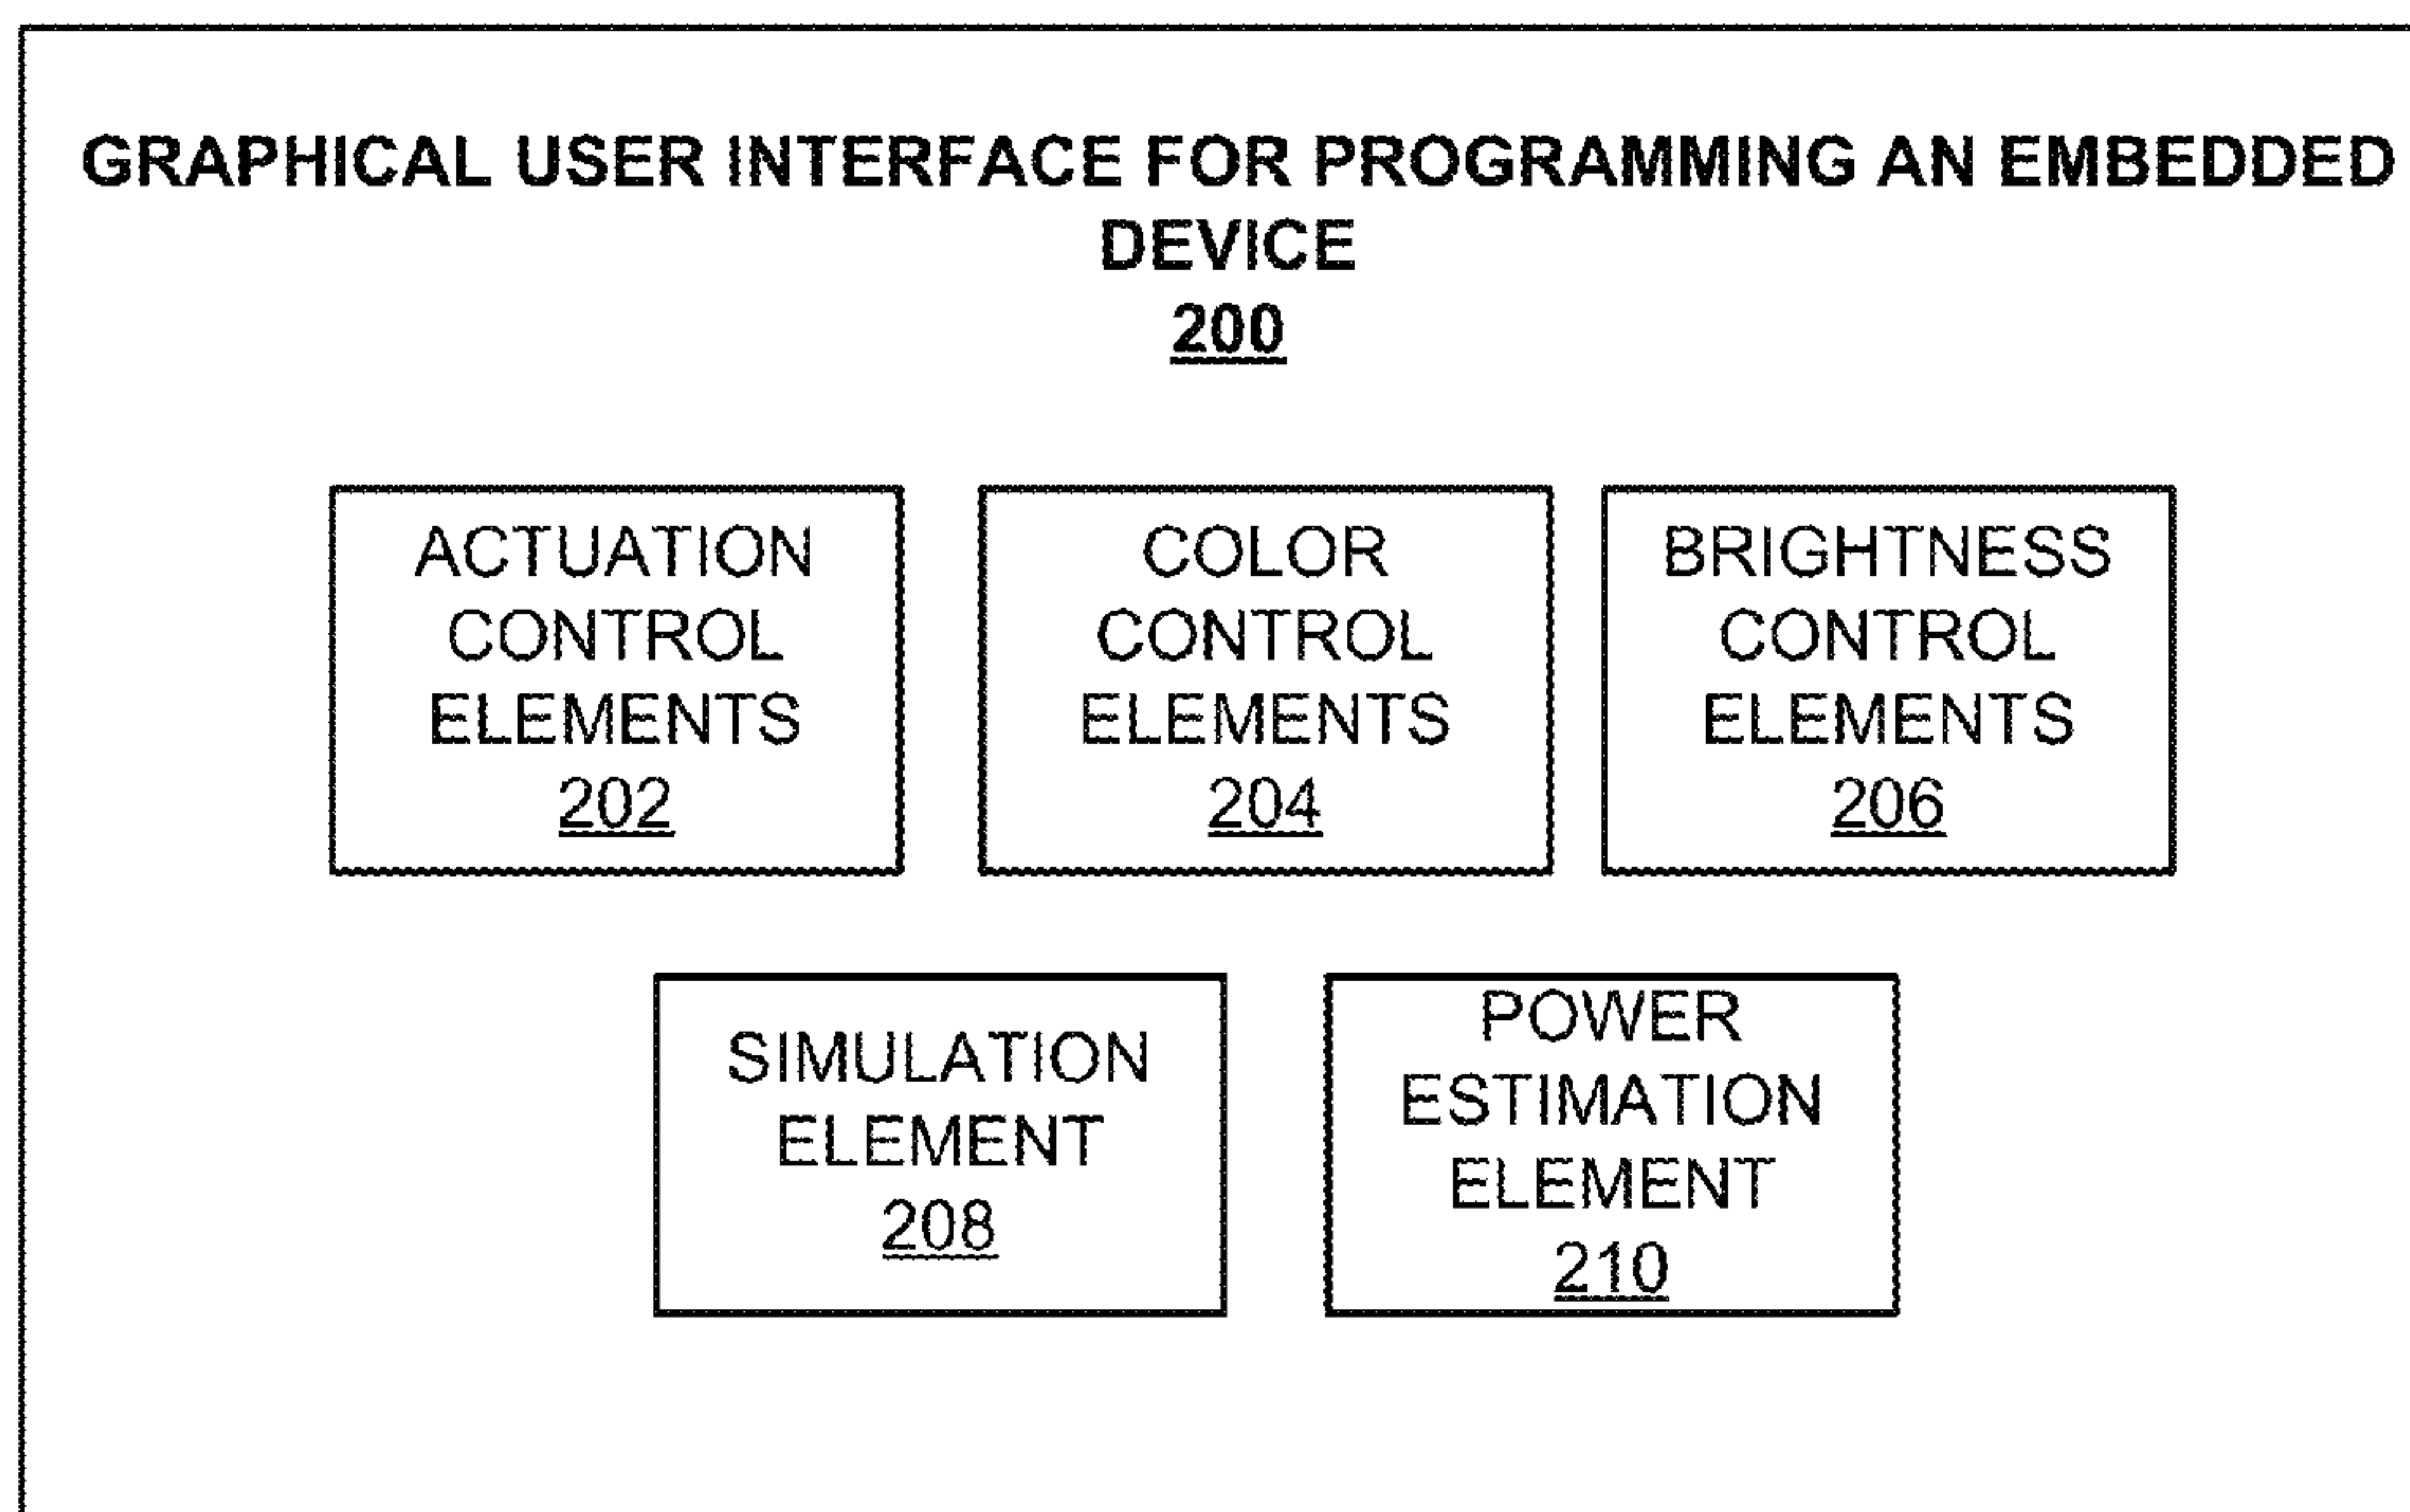 GRAPHICAL USER INTERFACE FOR PROGRAMMING AN EMBEDDED
DEVICE
200
ACTUATION
CONTROL
ELEMENTS
202
COLOR
CONTROL
ELEMENTS
204
BRIGHTNESS
CONTROL
ELEMENTS
206
SIMULATION
ELEMENT
208
POWER
ESTIMATION
ELEMENT
210